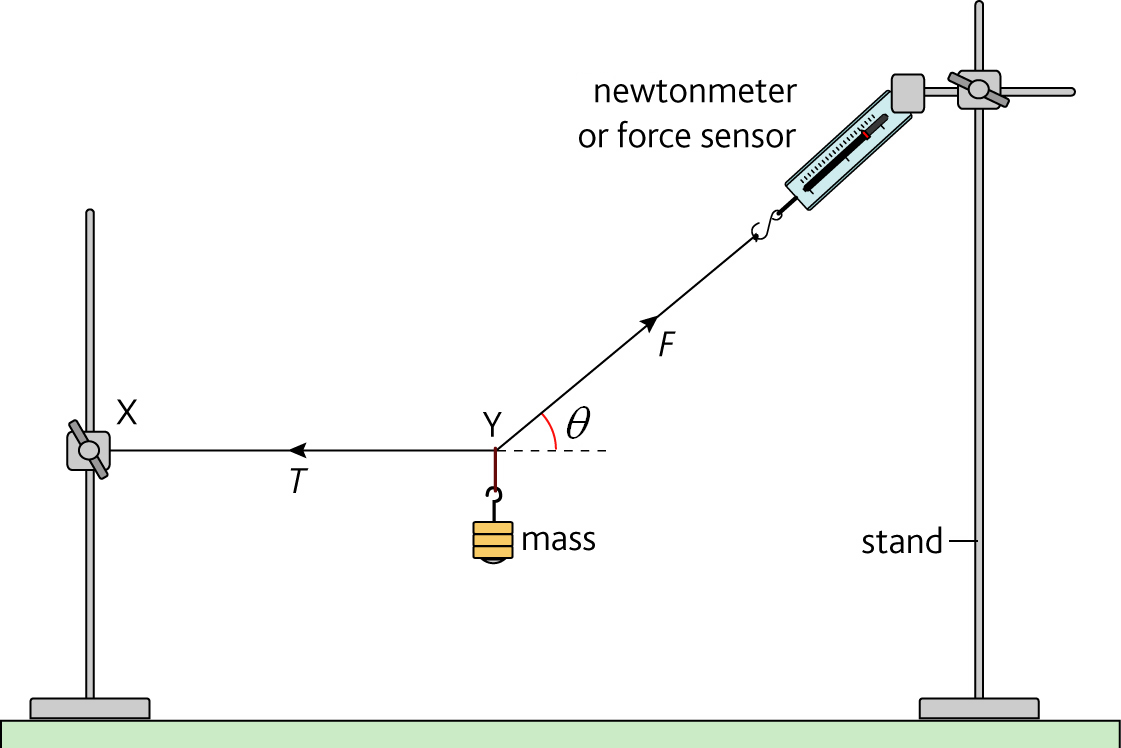 newtonmeter
or force sensor
F
X
Y
θ
T
mass
stand